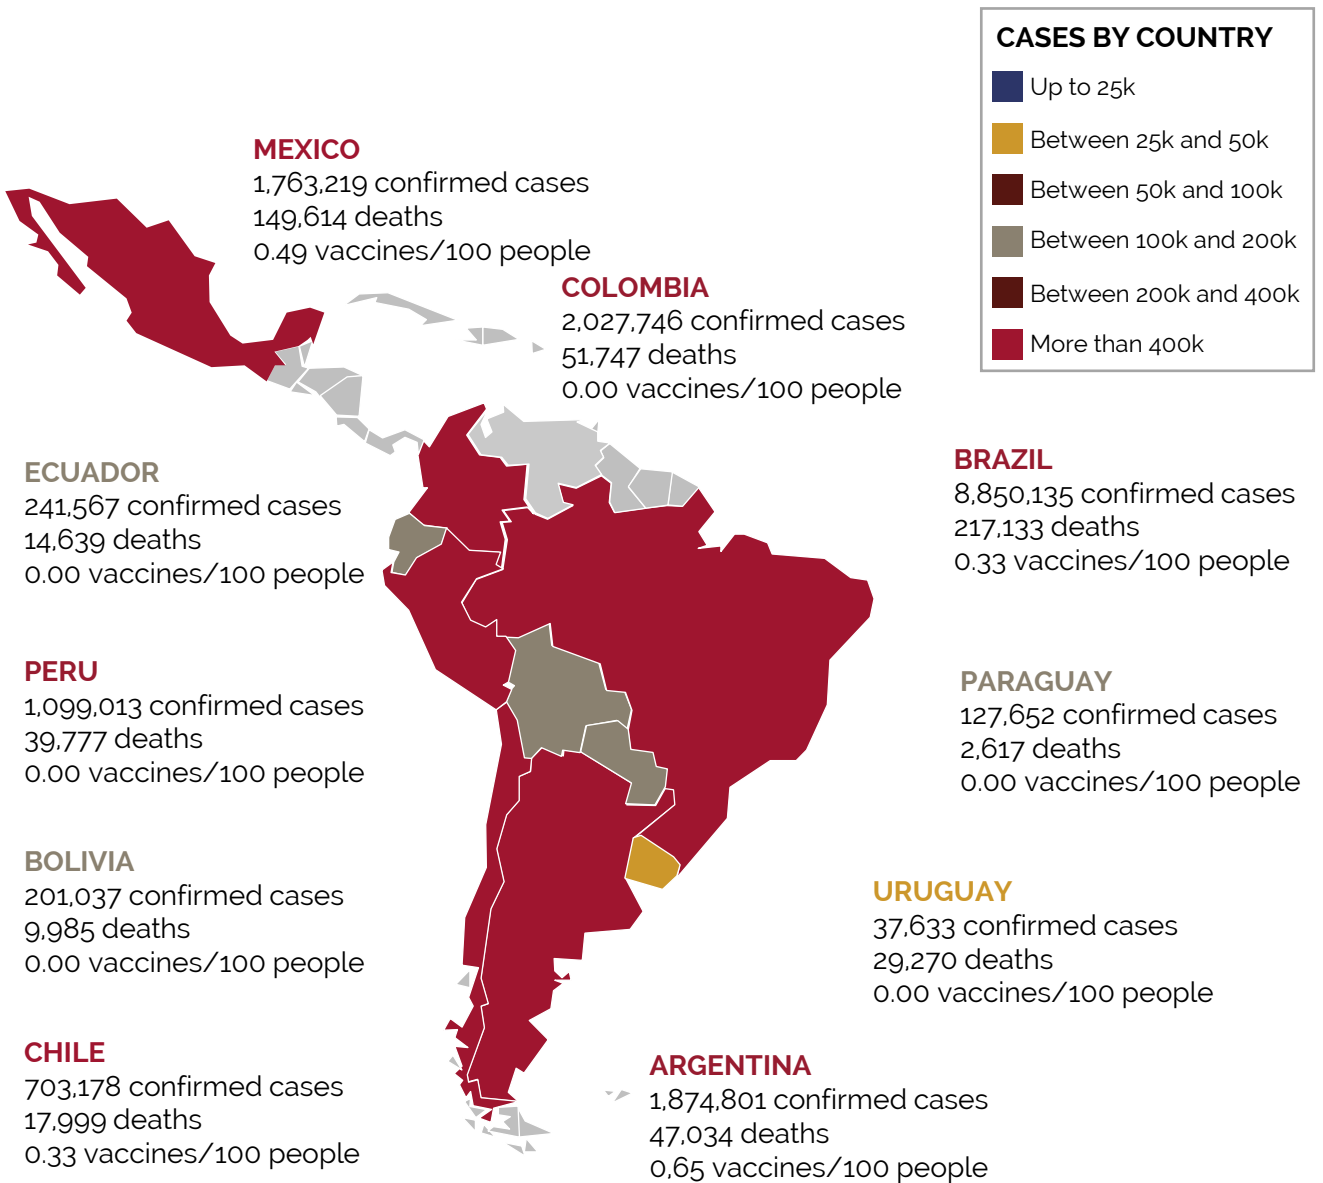 CASES BY COUNTRY
Up to 25k
Between 25k and 50k
Between 50k and 100k
Between 100k and 200k
Between 200k and 400k
More than 400k
MEXICO
1,763,219 confirmed cases
149,614 deaths
0.49 vaccines/100 people
COLOMBIA
2,027,746 confirmed cases
51,747 deaths
0.00 vaccines/100 people
ECUADOR
241,567 confirmed cases
14,639 deaths
0.00 vaccines/100 people
BRAZIL
8,850,135 confirmed cases
217,133 deaths
0.33 vaccines/100 people
PERU
1,099,013 confirmed cases
39,777 deaths
0.00 vaccines/100 people
PARAGUAY
127,652 confirmed cases
2,617 deaths
0.00 vaccines/100 people
BOLIVIA
201,037 confirmed cases
9,985 deaths
0.00 vaccines/100 people
URUGUAY
37,633 confirmed cases
29,270 deaths
0.00 vaccines/100 people
CHILE
703,178 confirmed cases
17,999 deaths
0.33 vaccines/100 people
ARGENTINA
1,874,801 confirmed cases
47,034 deaths
0,65 vaccines/100 people